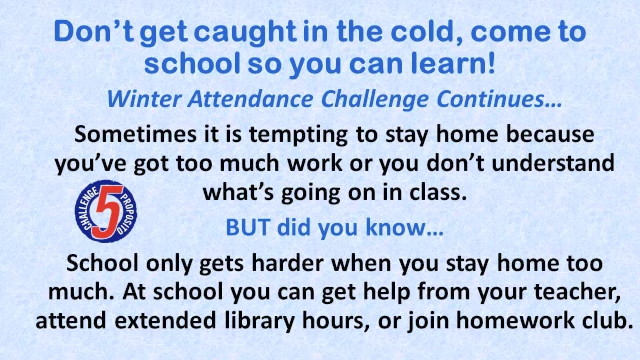 Don’t get caught in the cold, come to
school so you can learn!
Winter Attendance Challenge Continues…
Sometimes it is tempting to stay home because
you’ve got too much work or you don’t understand
what’s going on in class.
CHALLENGE 5 PROPOSITO
BUT did you know…
School only gets harder when you stay home too
much. At school you can get help from your teacher,
attend extended library hours, or join homework club.